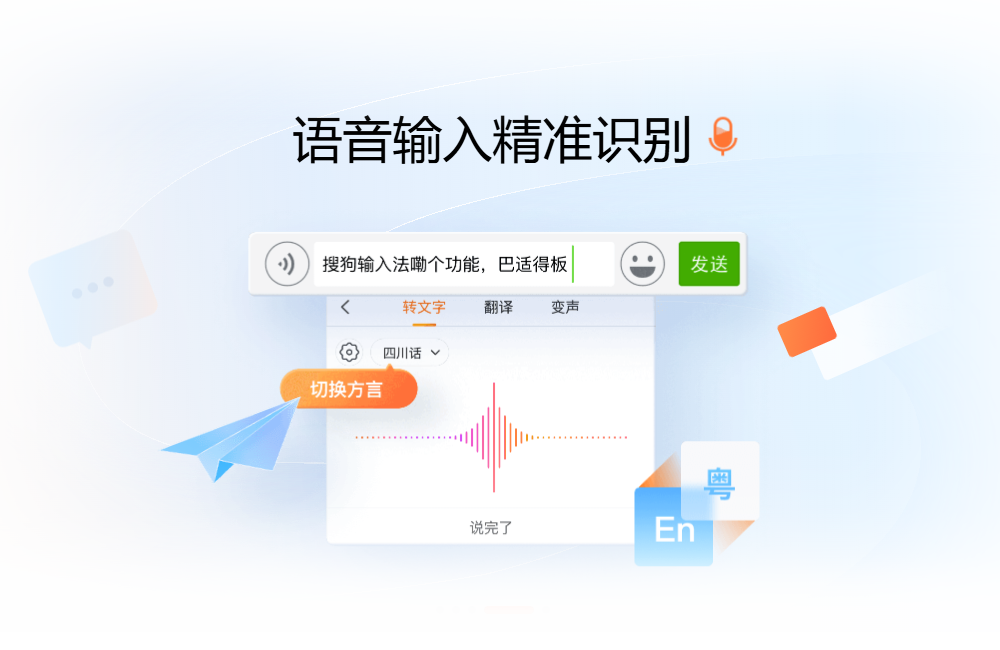 语音输入精准识别
搜狗输入法嘞个功能，巴适得板
发送
转文字 翻译 变声
四川话
切换方言
粤
En
说完了